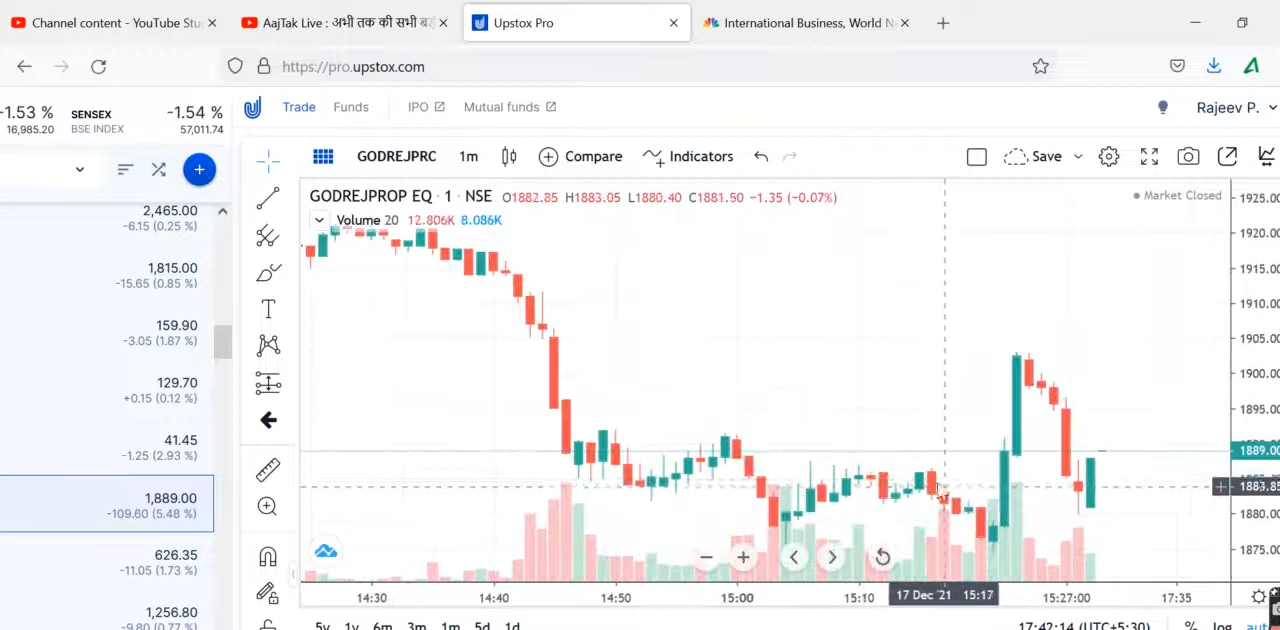 Channel content - YouTube Stu
AajTak Live : अभी तक की सभी बड़
Upstox Pro
International Business, World N
https://pro.upstox.com
-1.53 %
16,985.20
SENSEX
BSE INDEX
-1.54 %
57,011.74
Trade Funds IPO Mutual funds
Rajeev P.
GODREJPRC 1m Compare Indicators Save
GODREJPROP EQ · 1 · NSE O1882.85 H1883.05 L1880.40 C1881.50 -1.35 (-0.07%)
Market Closed
Volume 20 12.806K 8.086K
2,465.00
-6.15 (0.25 %)
1,815.00
-15.65 (0.85 %)
159.90
-3.05 (1.87 %)
129.70
+0.15 (0.12 %)
41.45
-1.25 (2.93 %)
1,889.00
-109.60 (5.48 %)
626.35
-11.05 (1.73 %)
1,256.80
-9.80 (0.77 %)
1925.00
1920.00
1915.00
1910.00
1905.00
1900.00
1895.00
1889.00
1883.85
1880.00
1875.00
14:30 14:40 14:50 15:00 15:10 17 Dec '21 15:17 15:27:00 17:35
5y 1y 6m 3m 1m 5d 1d
17:42:14 (UTC+5:30) % log auto